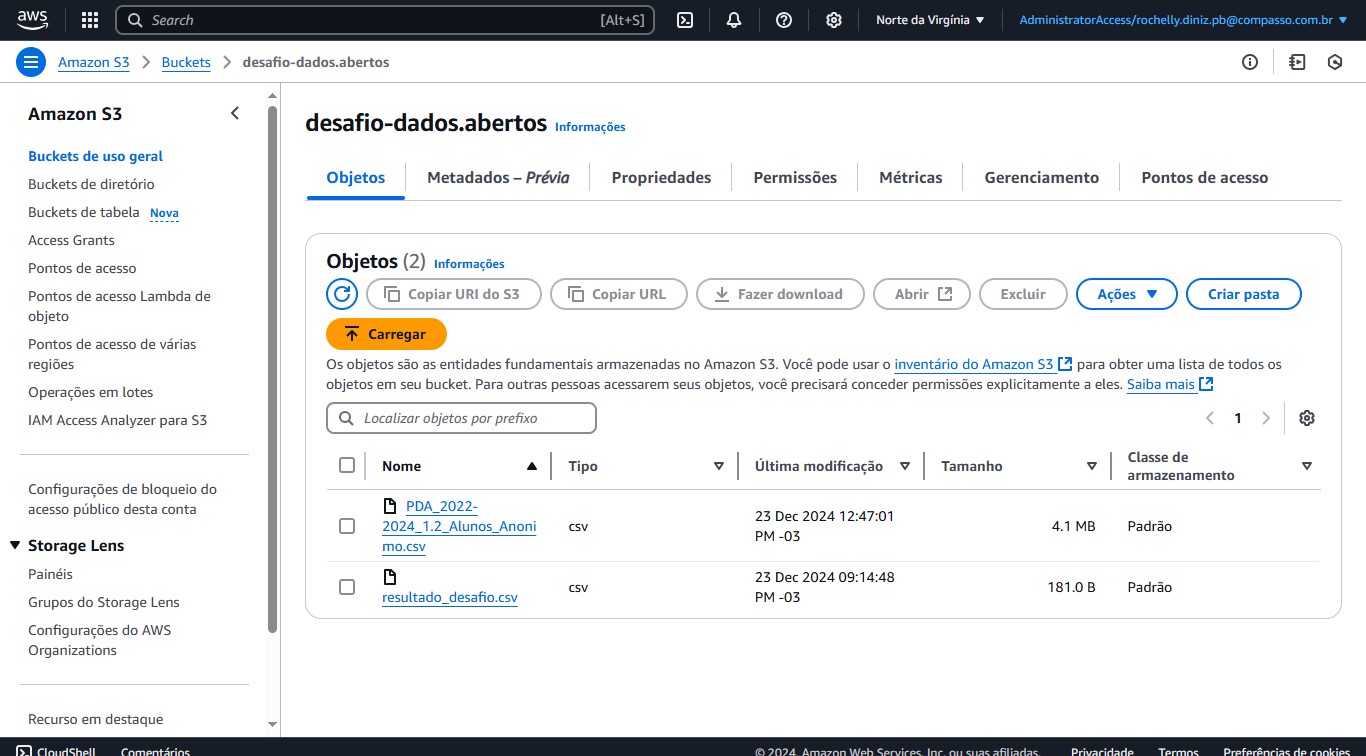 aws
Search [Alt+S]
Norte da Virgínia
AdministratorAccess/rochelly.diniz.pb@compasso.com.br
Amazon S3
Buckets
desafio-dados.abertos
Amazon S3
Buckets de uso geral
Buckets de diretório
Buckets de tabela Nova
Access Grants
Pontos de acesso
Pontos de acesso Lambda de
objeto
Pontos de acesso de várias
regiões
Operações em lotes
IAM Access Analyzer para S3
Configurações de bloqueio do
acesso público desta conta
Storage Lens
Painéis
Grupos do Storage Lens
Configurações do AWS
Organizations
Recurso em destaque
desafio-dados.abertos Informações
Objetos
Metadados – Prévia
Propriedades
Permissões
Métricas
Gerenciamento
Pontos de acesso
Objetos (2) Informações
Copiar URI do S3
Copiar URL
Fazer download
Abrir
Excluir
Ações
Criar pasta
Carregar
Os objetos são as entidades fundamentais armazenadas no Amazon S3. Você pode usar o inventário do Amazon S3 para obter uma lista de todos os
objetos em seu bucket. Para outras pessoas acessarem seus objetos, você precisará conceder permissões explicitamente a eles. Saiba mais
Localizar objetos por prefixo
1
Nome
Tipo
Última modificação
Tamanho
Classe de
armazenamento
PDA_2022-
2024_1.2_Alunos_Anoni
mo.csv
csv
23 Dec 2024 12:47:01
PM -03
4.1 MB
Padrão
resultado_desafio.csv
csv
23 Dec 2024 09:14:48
PM -03
181.0 B
Padrão
CloudShell
Comentários
© 2024, Amazon Web Services, Inc. ou suas afiliadas.
Privacidade
Termos
Preferências de cookies